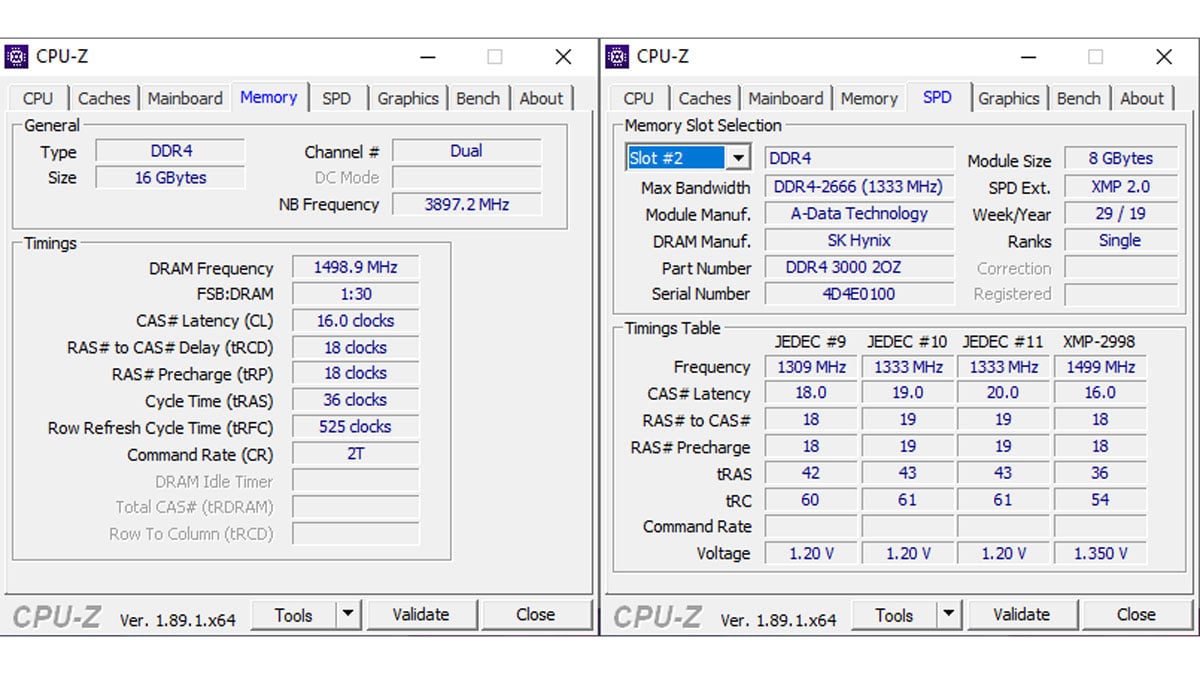 CPU-Z
CPU Caches Mainboard Memory SPD Graphics Bench About
General
Type DDR4 Channel # Dual
Size 16 GBytes DC Mode
NB Frequency 3897.2 MHz
Timings
DRAM Frequency 1498.9 MHz
FSB:DRAM 1:30
CAS# Latency (CL) 16.0 clocks
RAS# to CAS# Delay (tRCD) 18 clocks
RAS# Precharge (tRP) 18 clocks
Cycle Time (tRAS) 36 clocks
Row Refresh Cycle Time (tRFC) 525 clocks
Command Rate (CR) 2T
DRAM Idle Timer
Total CAS# (tRDRAM)
Row To Column (tRCD)
CPU-Z Ver. 1.89.1.x64 Tools Validate Close
CPU-Z
CPU Caches Mainboard Memory SPD Graphics Bench About
Memory Slot Selection
Slot #2 DDR4 Module Size 8 GBytes
Max Bandwidth DDR4-2666 (1333 MHz) SPD Ext. XMP 2.0
Module Manuf. A-Data Technology Week/Year 29 / 19
DRAM Manuf. SK Hynix Ranks Single
Part Number DDR4 3000 2OZ Correction
Serial Number 4D4E0100 Registered
Timings Table
JEDEC #9 JEDEC #10 JEDEC #11 XMP-2998
Frequency 1309 MHz 1333 MHz 1333 MHz 1499 MHz
CAS# Latency 18.0 19.0 20.0 16.0
RAS# to CAS# 18 19 19 18
RAS# Precharge 18 19 19 18
tRAS 42 43 43 36
tRC 60 61 61 54
Command Rate
Voltage 1.20 V 1.20 V 1.20 V 1.350 V
CPU-Z Ver. 1.89.1.x64 Tools Validate Close